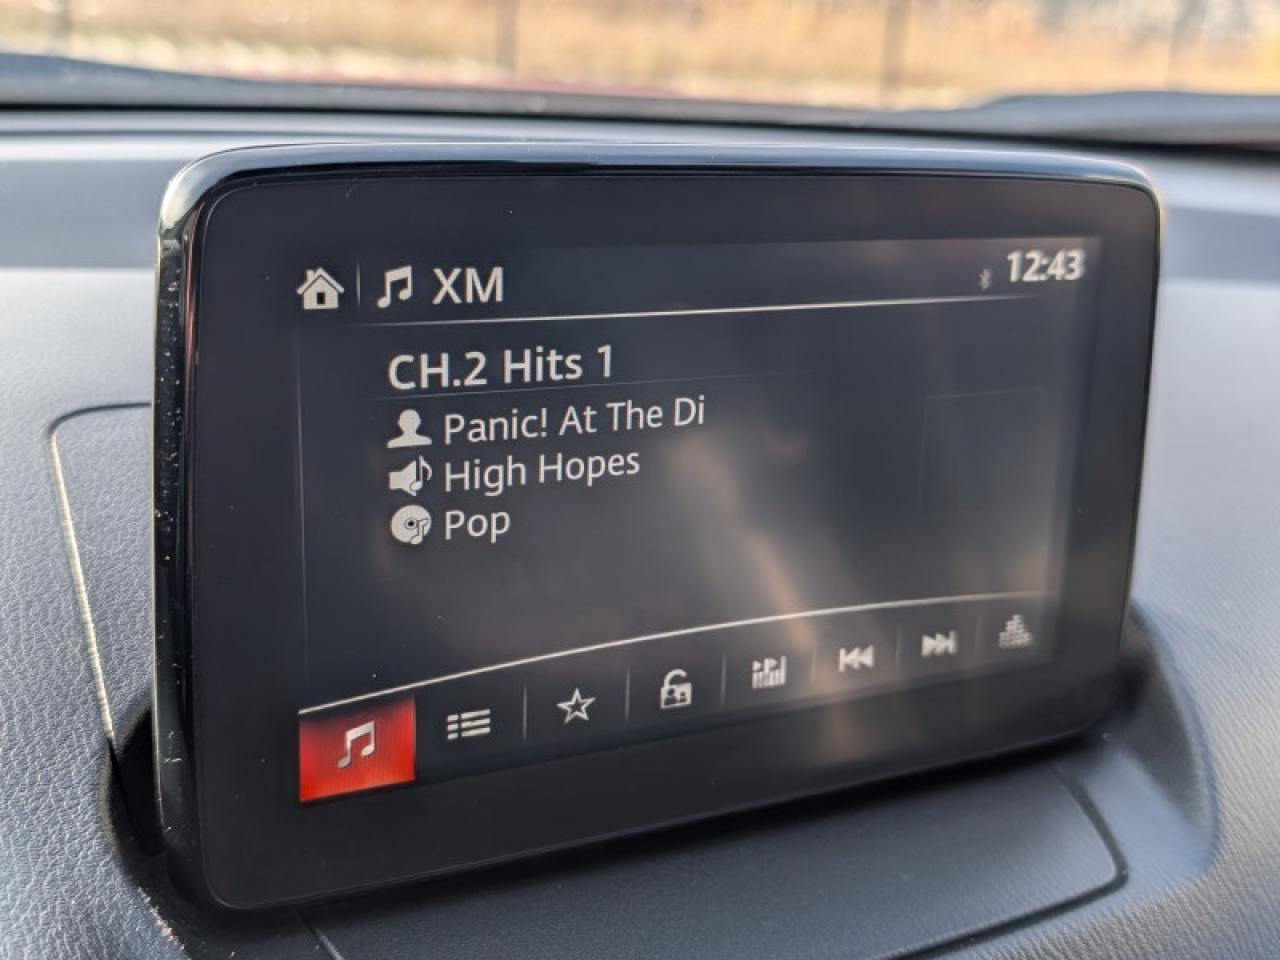 XM
12:43
CH.2 Hits 1
Panic! At The Di
High Hopes
Pop